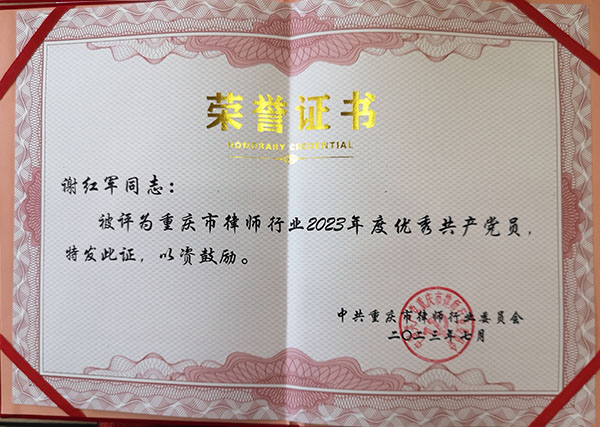 荣誉证书
HONORARY CREDENTIAL
谢红军同志：
被评为重庆市律师行业2023年度优秀共产党员，
特发此证，以资鼓励。
中共重庆市律师行业委员会
二〇二三年七月